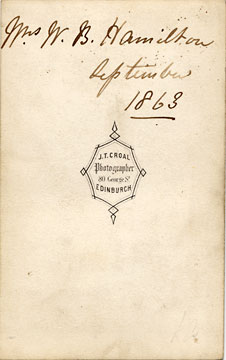 Mrs W. B. Hamilton
September
1863
J. T. CROAL
Photographer
80 George St
EDINBURGH